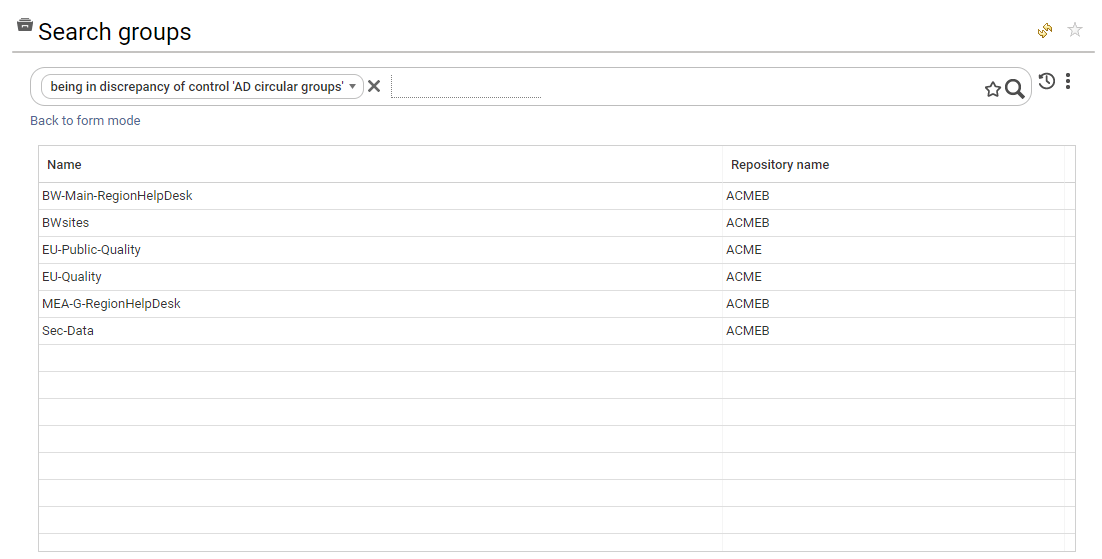 Search groups
being in discrepancy of control 'AD circular groups'
Back to form mode
Name Repository name
BW-Main-RegionHelpDesk ACMEB
BWsites ACMEB
EU-Public-Quality ACME
EU-Quality ACME
MEA-G-RegionHelpDesk ACMEB
Sec-Data ACMEB